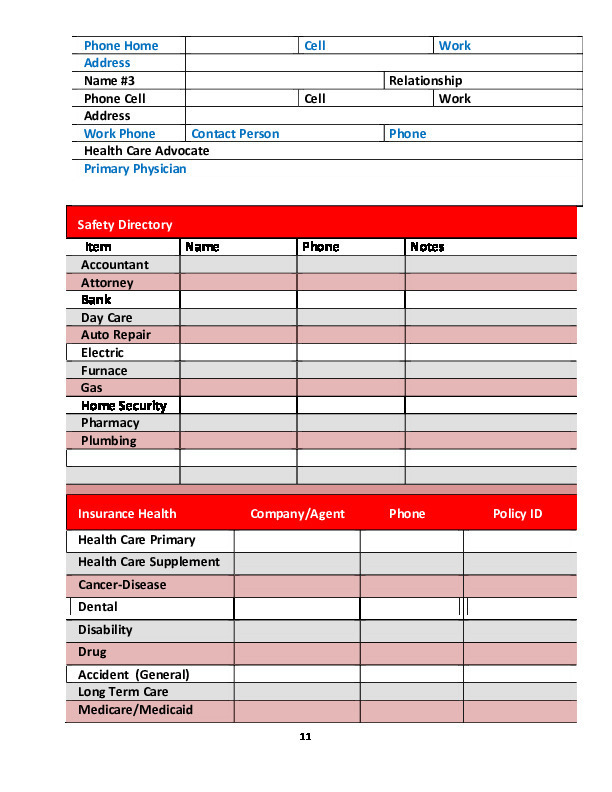 Phone Home Cell Work
Address
Name #3 Relationship
Phone Cell Cell Work
Address
Work Phone Contact Person Phone
Health Care Advocate
Primary Physician
Safety Directory
Item Name Phone Notes
Accountant
Attorney
Bank
Day Care
Auto Repair
Electric
Furnace
Gas
Home Security
Pharmacy
Plumbing
Insurance Health Company/Agent Phone Policy ID
Health Care Primary
Health Care Supplement
Cancer-Disease
Dental
Disability
Drug
Accident (General)
Long Term Care
Medicare/Medicaid
11